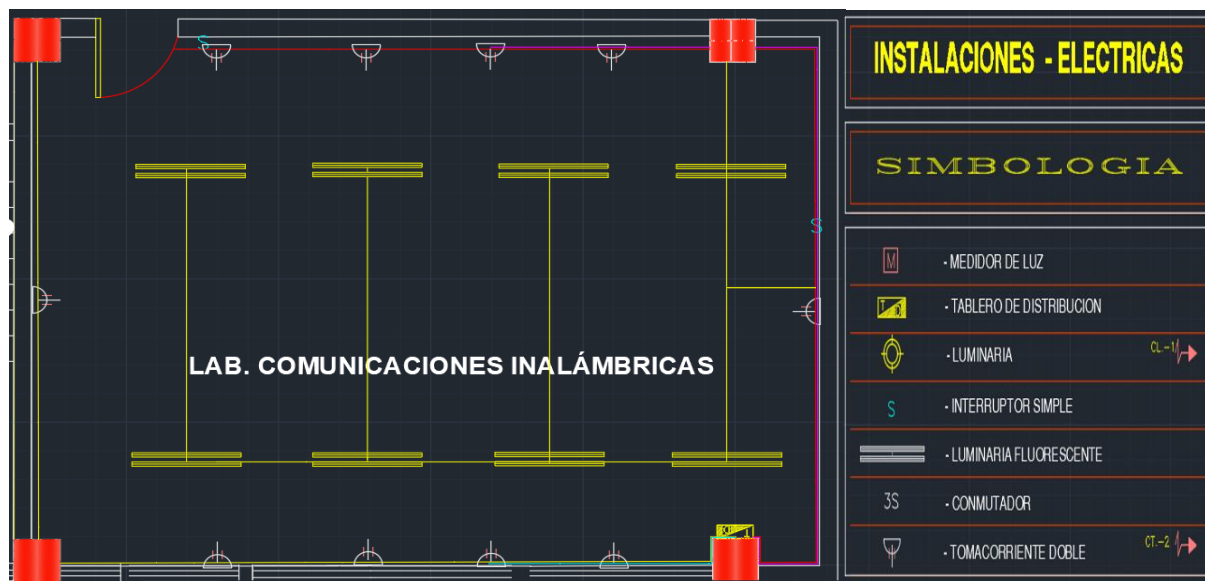 S
S
LAB. COMUNICACIONES INALÁMBRICAS
INSTALACIONES - ELECTRICAS
SIMBOLOGIA
M - MEDIDOR DE LUZ
T D - TABLERO DE DISTRIBUCION
- LUMINARIA CL.-1
S - INTERRUPTOR SIMPLE
- LUMINARIA FLUORESCENTE
3S - CONMUTADOR
- TOMACORRIENTE DOBLE CT.-2